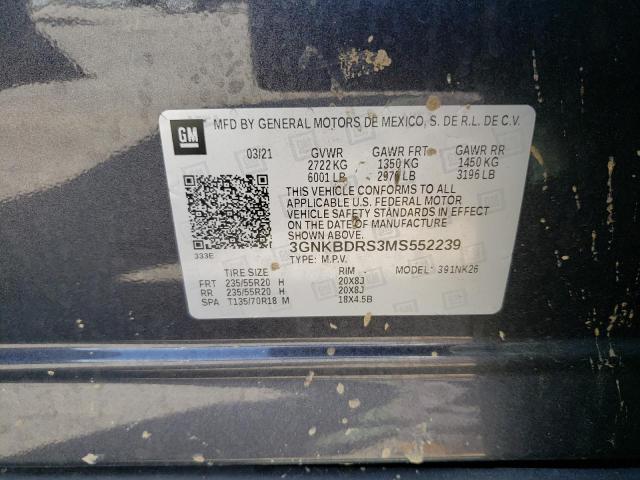 GM
MFD BY GENERAL MOTORS DE MEXICO, S. DE R.L. DE C.V.
03/21 GVWR GAWR FRT GAWR RR
2722 KG 1350 KG 1450 KG
6001 LB 2976 LB 3196 LB
THIS VEHICLE CONFORMS TO ALL
APPLICABLE U.S. FEDERAL MOTOR
VEHICLE SAFETY STANDARDS IN EFFECT
ON THE DATE OF MANUFACTURE
SHOWN ABOVE.
333E
3GNKBDRS3MS552239
TYPE: M.P.V. MODEL: 391NK26
TIRE SIZE RIM
FRT 235/55R20 H 20X8J
RR 235/55R20 H 20X8J
SPA T135/70R18 M 18X4.5B